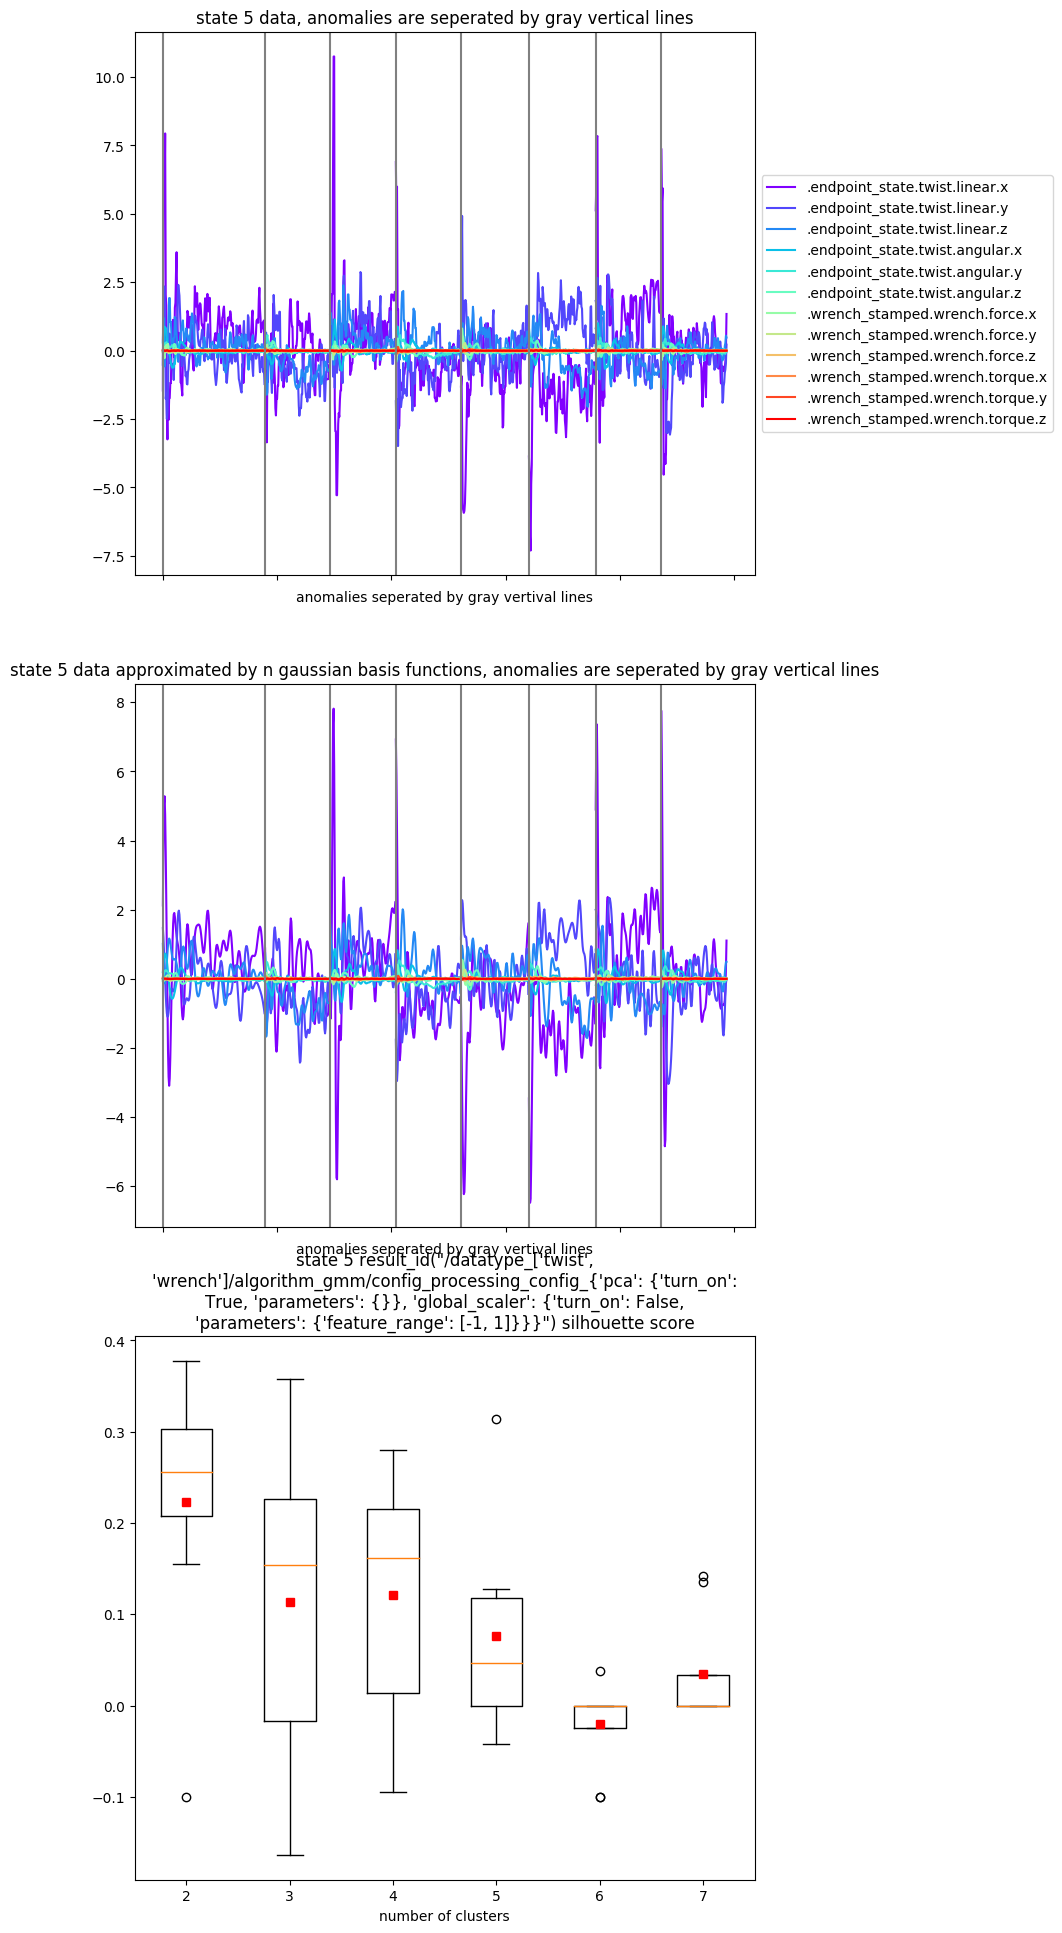 state 5 data, anomalies are seperated by gray vertical lines
10.0
7.5
5.0
2.5
0.0
−2.5
−5.0
−7.5
anomalies seperated by gray vertival lines
.endpoint_state.twist.linear.x
.endpoint_state.twist.linear.y
.endpoint_state.twist.linear.z
.endpoint_state.twist.angular.x
.endpoint_state.twist.angular.y
.endpoint_state.twist.angular.z
.wrench_stamped.wrench.force.x
.wrench_stamped.wrench.force.y
.wrench_stamped.wrench.force.z
.wrench_stamped.wrench.torque.x
.wrench_stamped.wrench.torque.y
.wrench_stamped.wrench.torque.z
state 5 data approximated by n gaussian basis functions, anomalies are seperated by gray vertical lines
8
6
4
2
0
−2
−4
−6
anomalies seperated by gray vertival lines
state 5 result_id("/datatype_['twist',
'wrench']/algorithm_gmm/config_processing_config_{'pca': {'turn_on':
True, 'parameters': {}}, 'global_scaler': {'turn_on': False,
'parameters': {'feature_range': [-1, 1]}}}") silhouette score
0.4
0.3
0.2
0.1
0.0
−0.1
2 3 4 5 6 7
number of clusters